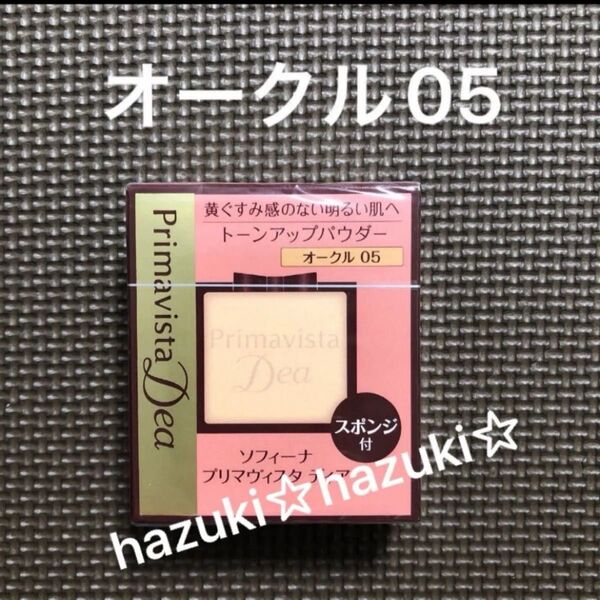 オークル05
Primavista
Dea
黄ぐすみ感のない明るい肌へ
トーンアップパウダー
オークル 05
Primavista
Dea
スポンジ
付
ソフィーナ
プリマヴィスタ ディア
hazuki☆hazuki☆